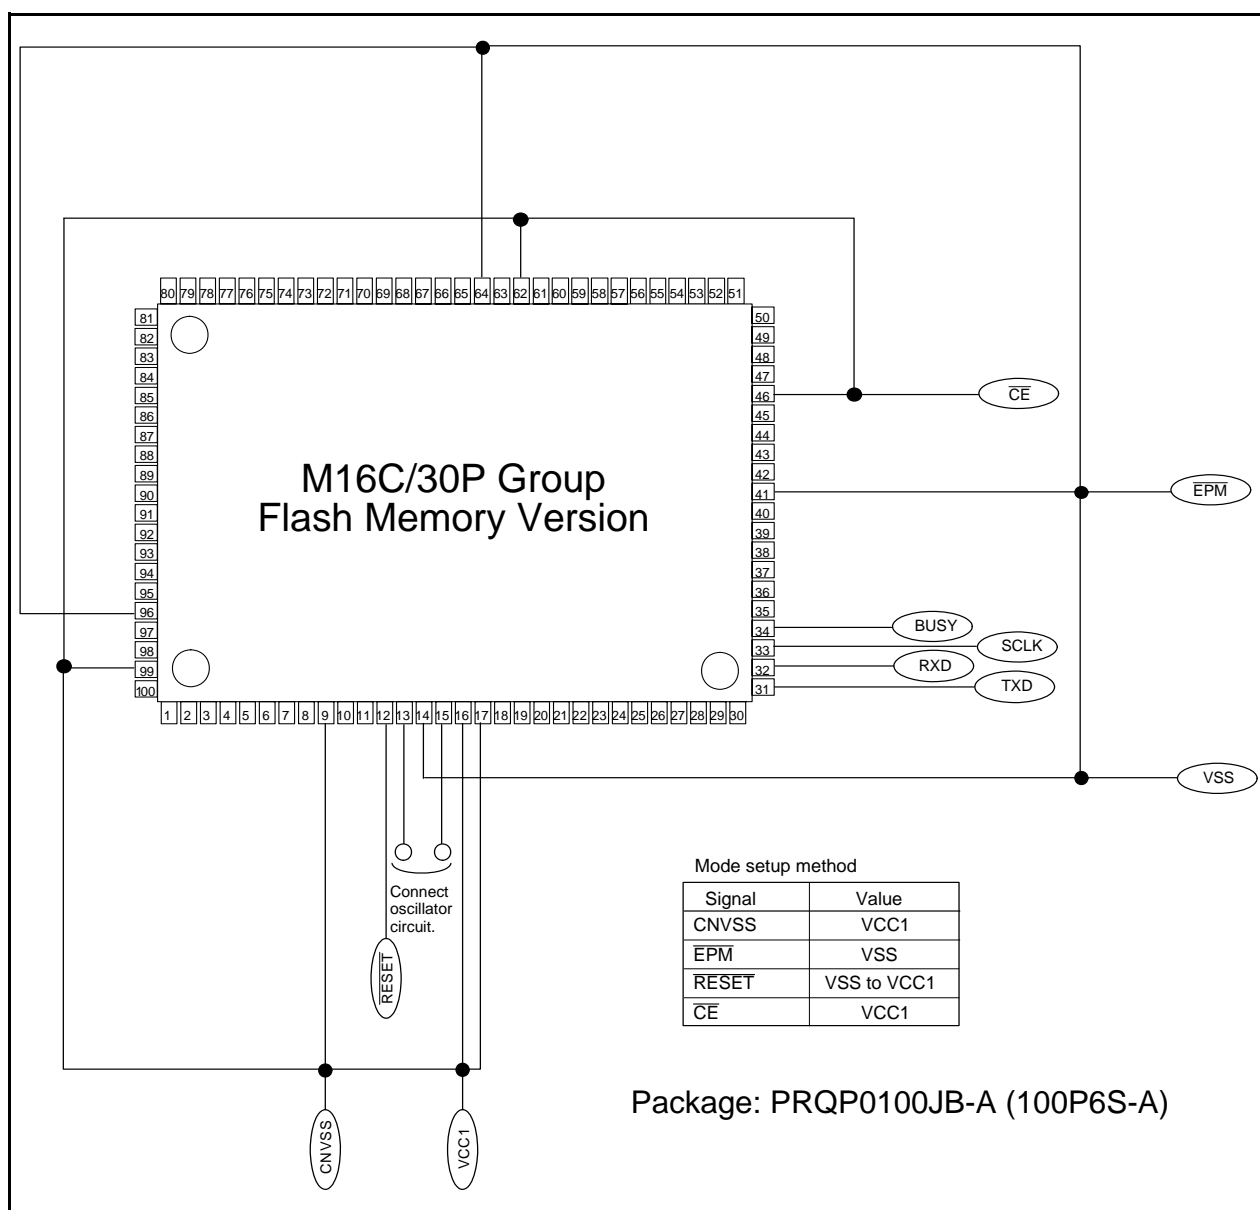 80 79 78 77 76 75 74 73 72 71 70 69 68 67 66 65 64 63 62 61 60 59 58 57 56 55 54 53 52 51
81
82
83
84
85
86
87
88
89
90
91
92
93
94
95
96
97
98
99
100
M16C/30P Group
Flash Memory Version
50
49
48
47
46
45
44
43
42
41
40
39
38
37
36
35
34
33
32
31
CE
EPM
BUSY
SCLK
RXD
TXD
VSS
1 2 3 4 5 6 7 8 9 10 11 12 13 14 15 16 17 18 19 20 21 22 23 24 25 26 27 28 29 30
Connect
oscillator
circuit.
RESET
CNVSS
VCC1
Mode setup method
Signal Value
CNVSS VCC1
EPM VSS
RESET VSS to VCC1
CE VCC1
Package: PRQP0100JB-A (100P6S-A)